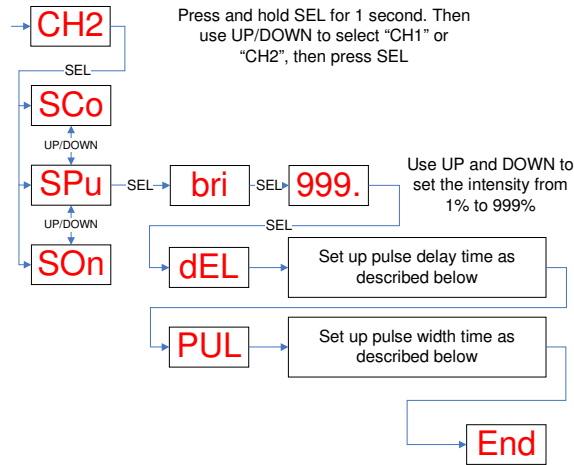 CH2
Press and hold SEL for 1 second. Then
use UP/DOWN to select “CH1” or
“CH2”, then press SEL
SEL
SCo
UP/DOWN
SPu
SEL
bri
SEL
999.
Use UP and DOWN to
set the intensity from
1% to 999%
UP/DOWN
SEL
SOn
dEL
Set up pulse delay time as
described below
PUL
Set up pulse width time as
described below
End